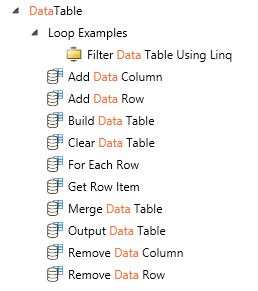 DataTable
Loop Examples
Filter Data Table Using Linq
Add Data Column
Add Data Row
Build Data Table
Clear Data Table
For Each Row
Get Row Item
Merge Data Table
Output Data Table
Remove Data Column
Remove Data Row